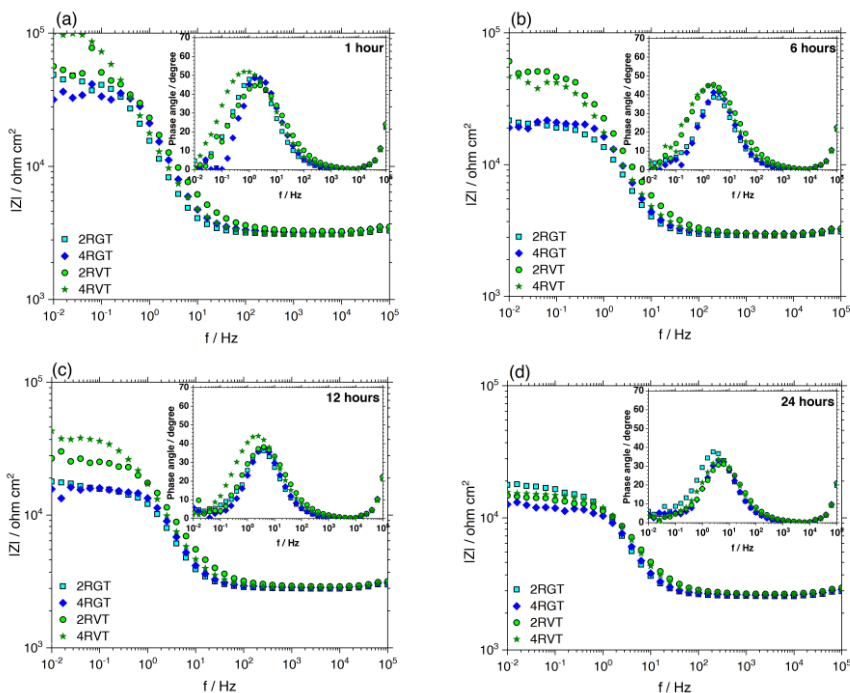 (a)
1 hour
Phase angle / degree
70
60
50
40
30
20
10
0
10⁻² 10⁻¹ 10⁰ 10¹ 10² 10³ 10⁴ 10⁵
f / Hz
|Z| / ohm cm²
10⁵
10⁴
10³
2RGT
4RGT
2RVT
4RVT
10⁻² 10⁻¹ 10⁰ 10¹ 10² 10³ 10⁴ 10⁵
f / Hz
(b)
6 hours
Phase angle / degree
70
60
50
40
30
20
10
0
10⁻² 10⁻¹ 10⁰ 10¹ 10² 10³ 10⁴ 10⁵
f / Hz
|Z| / ohm cm²
10⁵
10⁴
10³
2RGT
4RGT
2RVT
4RVT
10⁻² 10⁻¹ 10⁰ 10¹ 10² 10³ 10⁴ 10⁵
f / Hz
(c)
12 hours
Phase angle / degree
70
60
50
40
30
20
10
0
10⁻² 10⁻¹ 10⁰ 10¹ 10² 10³ 10⁴
f / Hz
|Z| / ohm cm²
10⁵
10⁴
10³
2RGT
4RGT
2RVT
4RVT
10⁻² 10⁻¹ 10⁰ 10¹ 10² 10³ 10⁴ 10⁵
f / Hz
(d)
24 hours
Phase angle / degree
70
60
50
40
30
20
10
0
10⁻² 10⁻¹ 10⁰ 10¹ 10² 10³ 10⁴
f / Hz
|Z| / ohm cm²
10⁵
10⁴
10³
2RGT
4RGT
2RVT
4RVT
10⁻² 10⁻¹ 10⁰ 10¹ 10² 10³ 10⁴ 10⁵
f / Hz